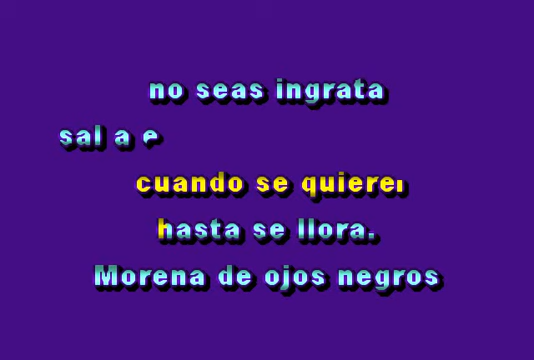 no seas ingrata
sal a
cuando se quiere
hasta se llora.
Morena de ojos negros